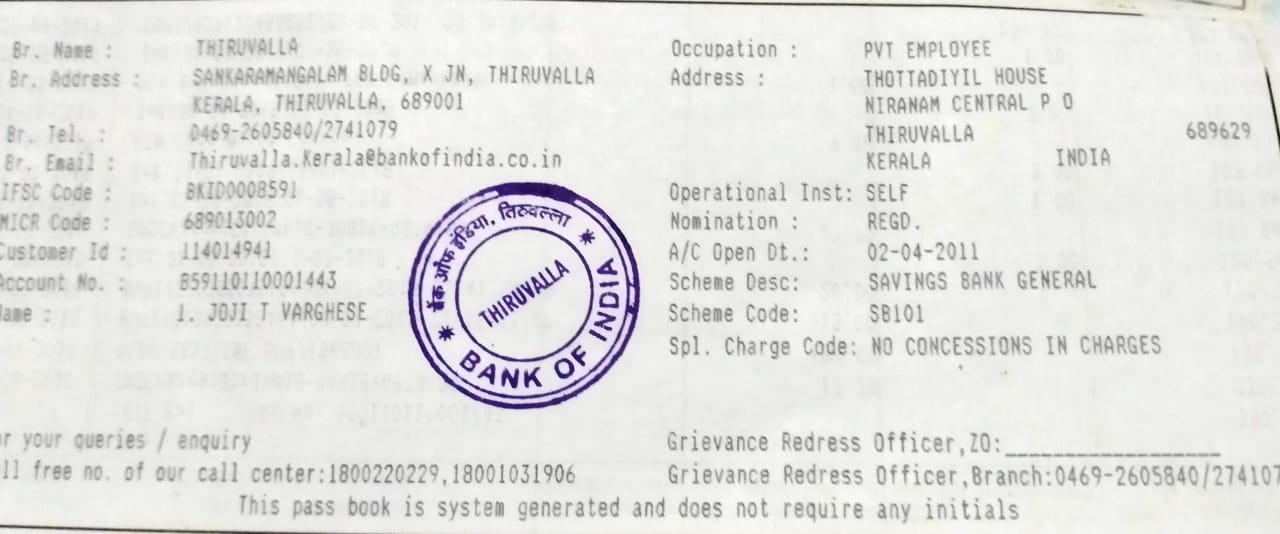 Br. Name : THIRUVALLA
Br. Address : SANKARAMANGALAM BLDG, X JN, THIRUVALLA
KERALA, THIRUVALLA, 689001
Br. Tel. : 0469-2605840/2741079
Br. Email : Thiruvalla.Kerala@bankofindia.co.in
IFSC Code : BKID0008591
MICR Code : 689013002
Customer Id : 114014941
Account No. : 859110110001443
Name : 1. JOJI T VARGHESE
Occupation : PVT EMPLOYEE
Address : THOTTADIYIL HOUSE
NIRANAM CENTRAL P O
THIRUVALLA 689629
KERALA INDIA
Operational Inst: SELF
Nomination : REGD.
A/C Open Dt.: 02-04-2011
Scheme Desc: SAVINGS BANK GENERAL
Scheme Code: SB101
Spl. Charge Code: NO CONCESSIONS IN CHARGES
बैंक ऑफ इंडिया, तिरुवल्ला
THIRUVALLA
* BANK OF INDIA *
or your queries / enquiry
ll free no. of our call center:1800220229,18001031906
Grievance Redress Officer,ZO:
Grievance Redress Officer,Branch:0469-2605840/274107
This pass book is system generated and does not require any initials